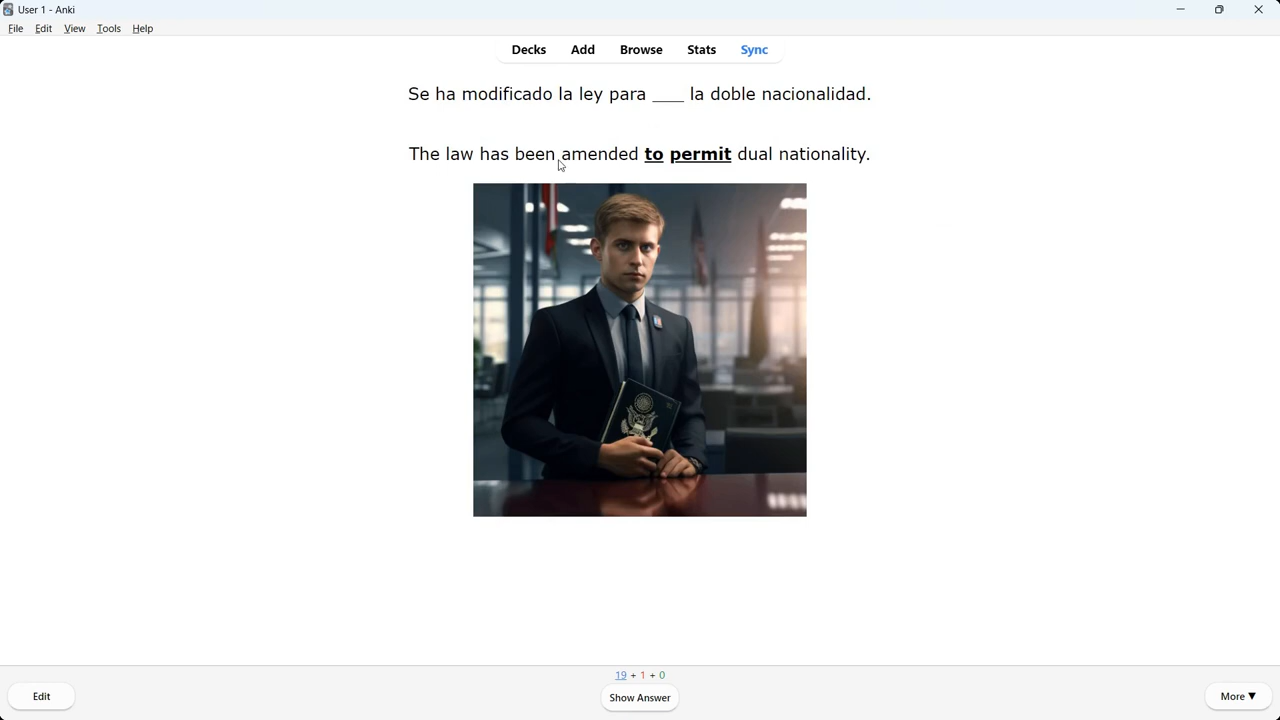 User 1 - Anki
File Edit View Tools Help
Decks Add Browse Stats Sync
Se ha modificado la ley para ___ la doble nacionalidad.
The law has been amended to permit dual nationality.
19 + 1 + 0
Edit Show Answer More ▼